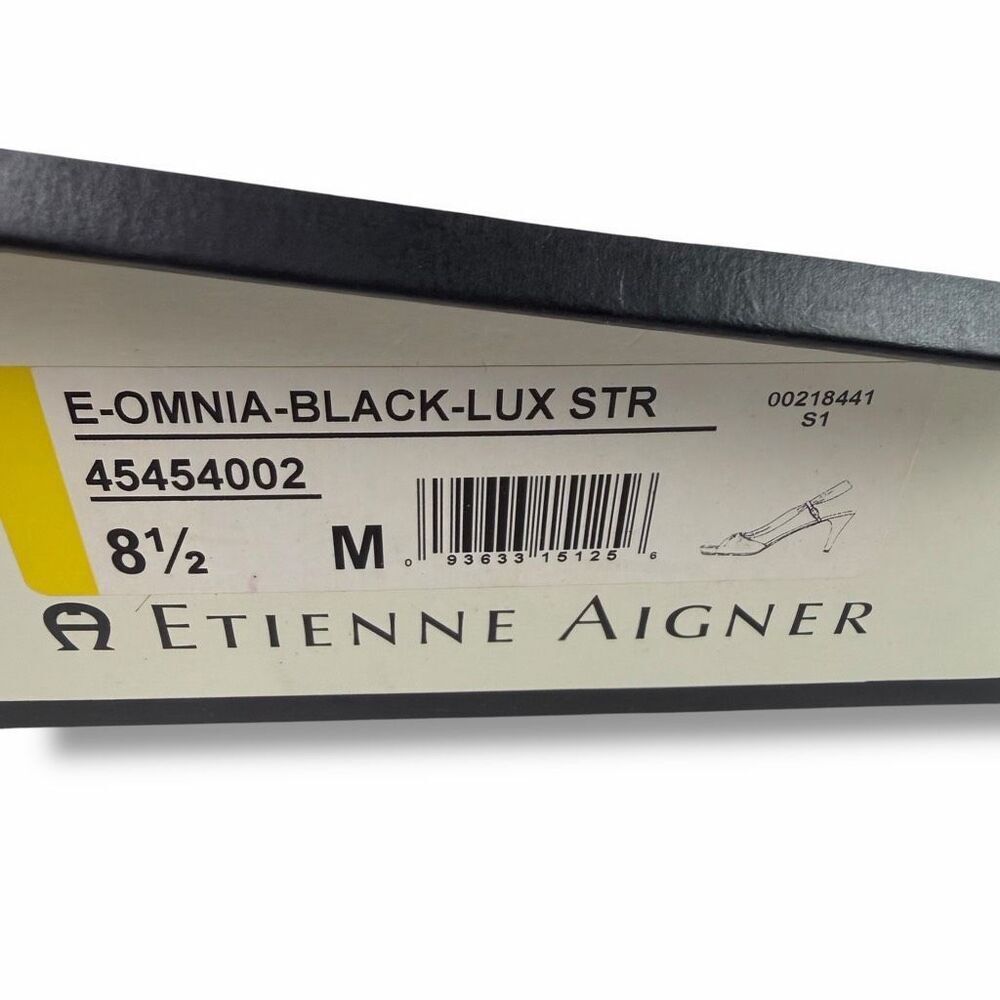 E-OMNIA-BLACK-LUX STR
00218441
S1
45454002
8½ M
0 93633 15125 6
ETIENNE AIGNER